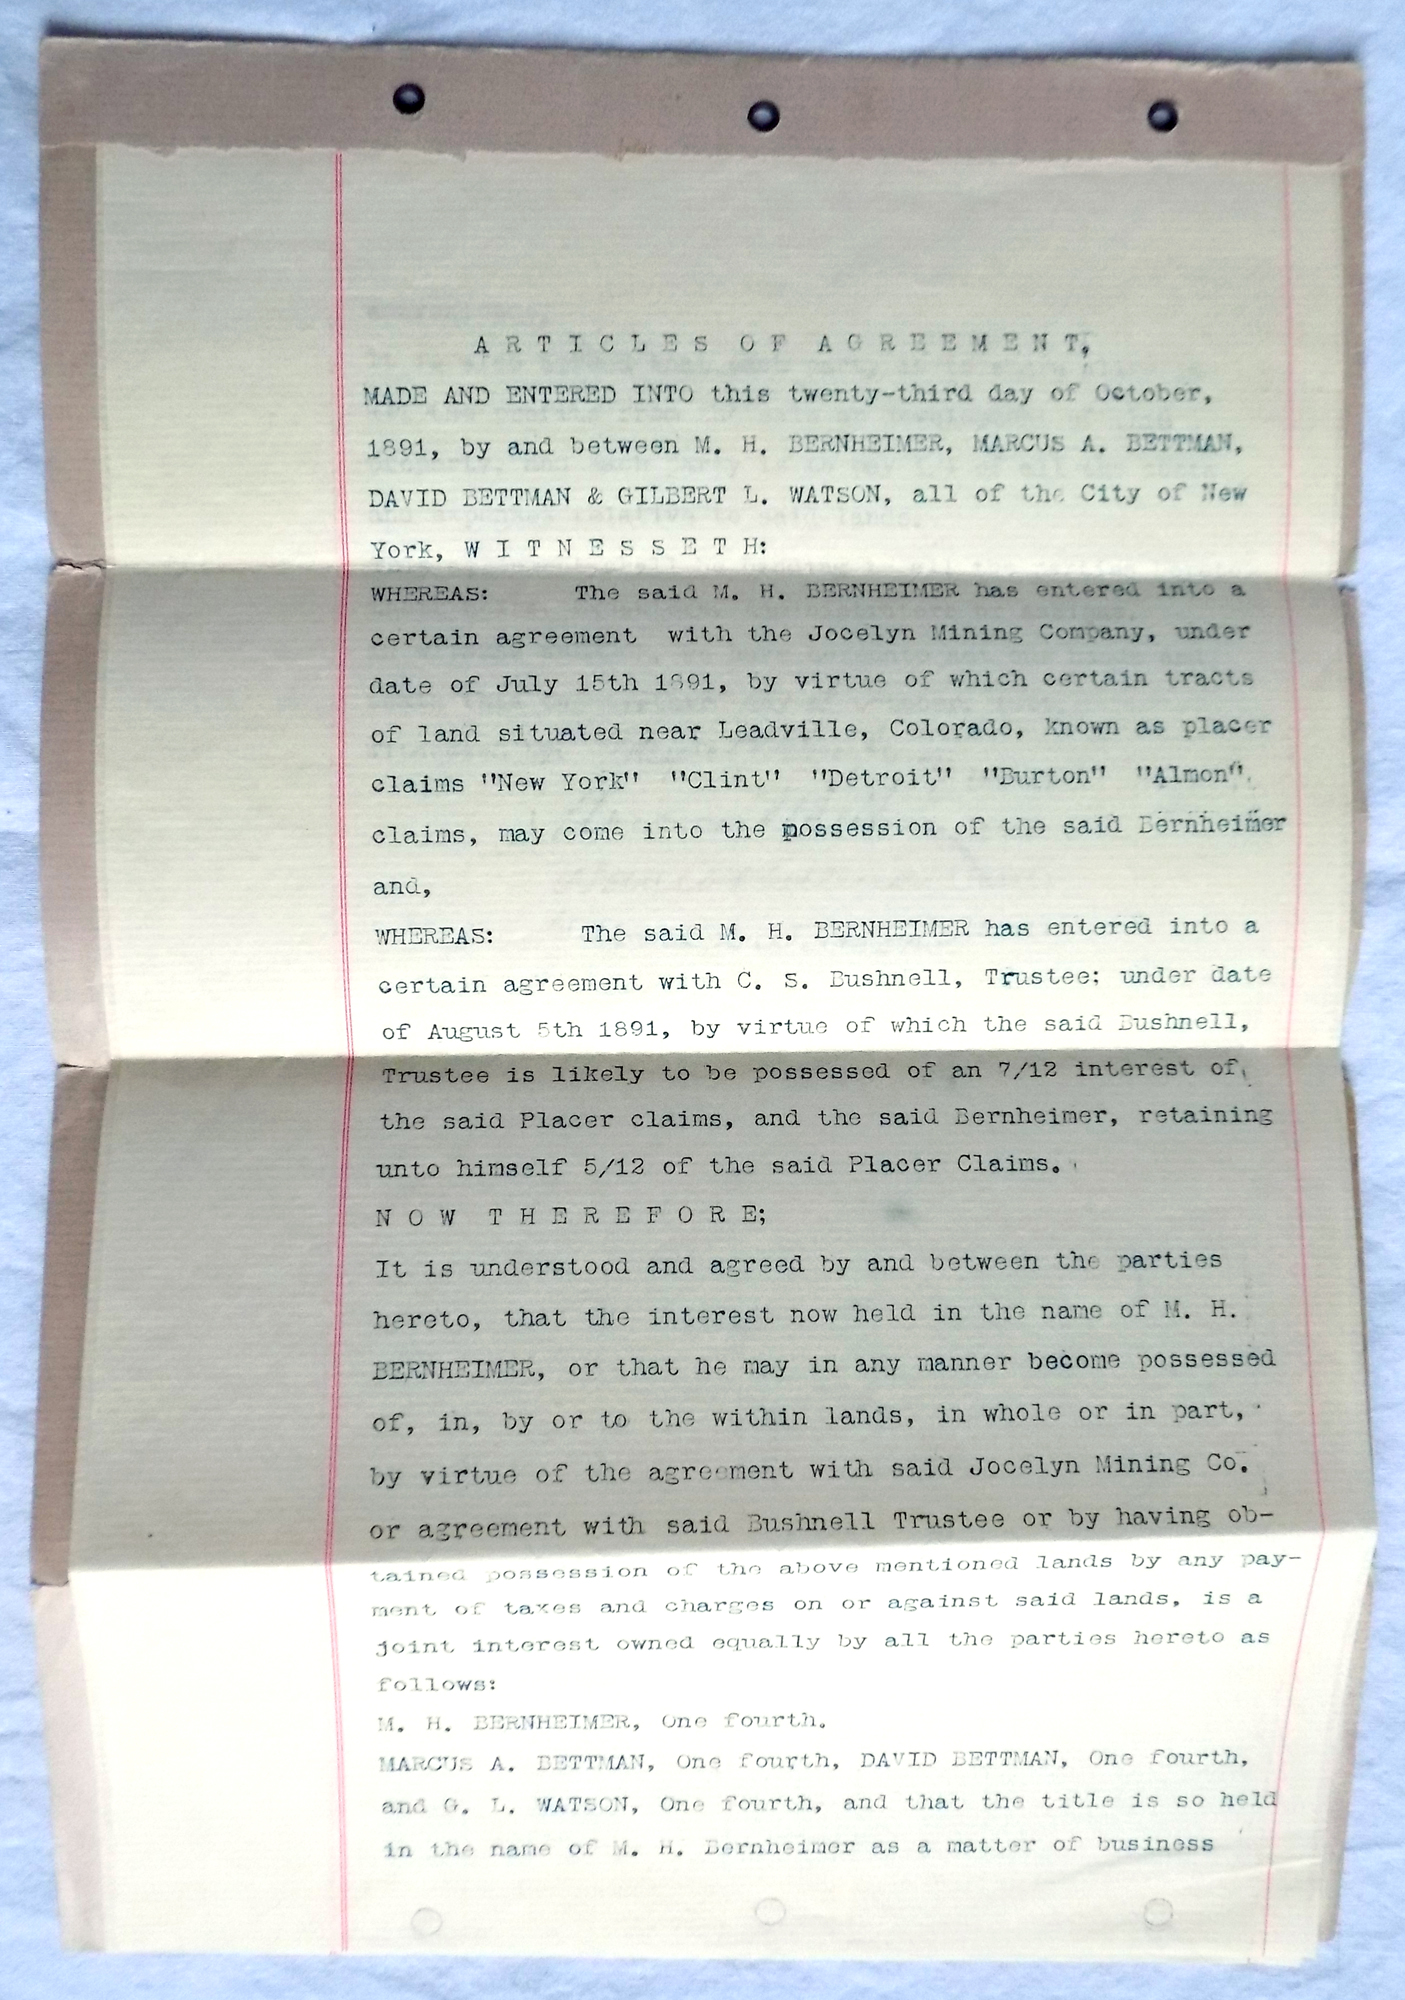 ARTICLES OF AGREEMENT,
MADE AND ENTERED INTO this twenty-third day of October,
1891, by and between M. H. BERNHEIMER, MARCUS A. BETTMAN,
DAVID BETTMAN & GILBERT L. WATSON, all of the City of New
York, WITNESSETH:
WHEREAS: The said M. H. BERNHEIMER has entered into a
certain agreement with the Jocelyn Mining Company, under
date of July 15th 1891, by virtue of which certain tracts
of land situated near Leadville, Colorado, known as placer
claims "New York" "Clint" "Detroit" "Burton" "Almon"
claims, may come into the possession of the said Bernheimer
and,
WHEREAS: The said M. H. BERNHEIMER has entered into a
certain agreement with C. S. Bushnell, Trustee; under date
of August 5th 1891, by virtue of which the said Bushnell,
Trustee is likely to be possessed of an 7/12 interest of,
the said Placer claims, and the said Bernheimer, retaining
unto himself 5/12 of the said Placer Claims.
NOW THEREFORE;
It is understood and agreed by and between the parties
hereto, that the interest now held in the name of M. H.
BERNHEIMER, or that he may in any manner become possessed
of, in, by or to the within lands, in whole or in part,
by virtue of the agreement with said Jocelyn Mining Co.
or agreement with said Bushnell Trustee or by having ob-
tained possession of the above mentioned lands by any pay-
ment of taxes and charges on or against said lands, is a
joint interest owned equally by all the parties hereto as
follows:
M. H. BERNHEIMER, One fourth.
MARCUS A. BETTMAN, One fourth, DAVID BETTMAN, One fourth,
and G. L. WATSON, One fourth, and that the title is so held
in the name of M. H. Bernheimer as a matter of business